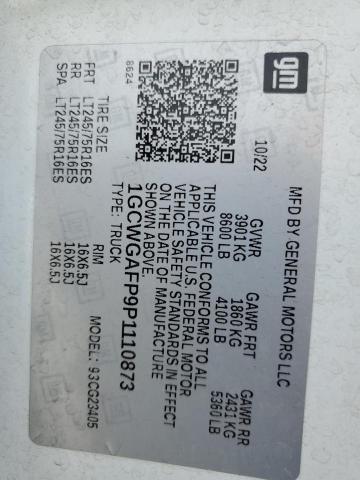 gm
MFD BY GENERAL MOTORS LLC
10/22
GVWR GAWR FRT GAWR RR
3901 KG 1860 KG 2431 KG
8600 LB 4100 LB 5360 LB
THIS VEHICLE CONFORMS TO ALL
APPLICABLE U.S. FEDERAL MOTOR
VEHICLE SAFETY STANDARDS IN EFFECT
ON THE DATE OF MANUFACTURE
SHOWN ABOVE.
1GCWGAFP9P1110873
TYPE: TRUCK
8624
MODEL: 93CG23405
TIRE SIZE RIM
FRT LT245/75R16ES 16X6.5J
RR LT245/75R16ES 16X6.5J
SPA LT245/75R16ES 16X6.5J